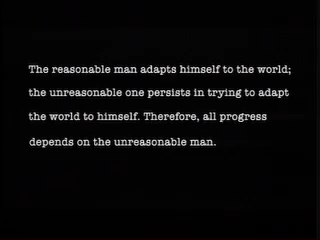 The reasonable man adapts himself to the world;
the unreasonable one persists in trying to adapt
the world to himself. Therefore, all progress
depends on the unreasonable man.